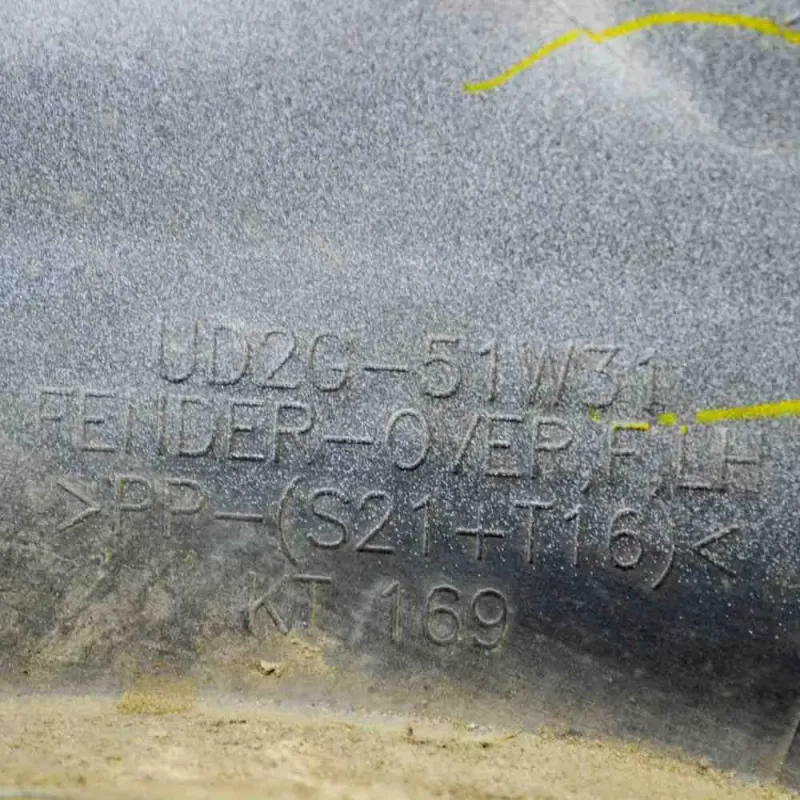 UD2G-51W31
FENDER-OVER,F,LH
>PP-(S21+T16)<
KT 169